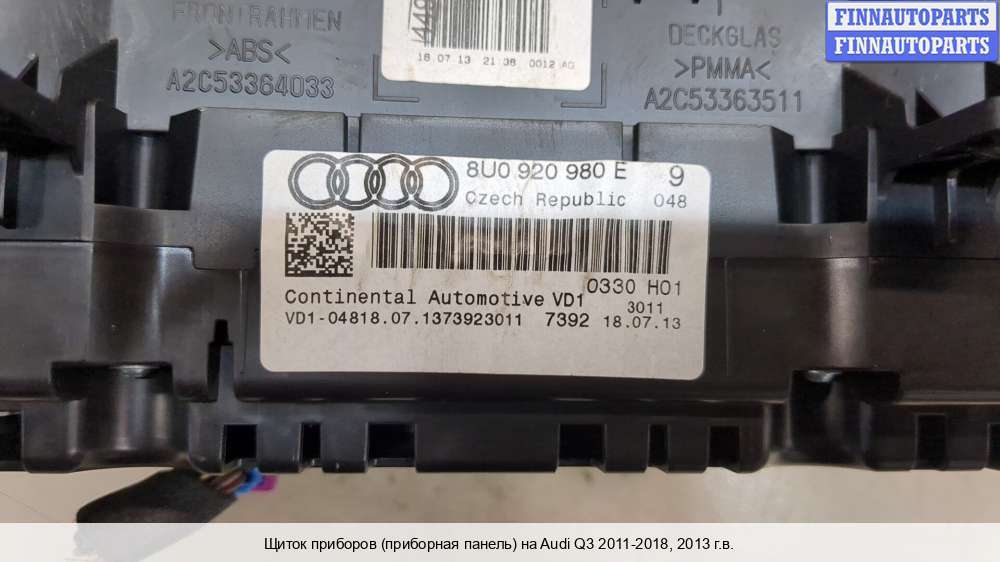 FINNAUTOPARTS
FINNAUTOPARTS
FRONTRAHMEN
>ABS<
A2C53364033
18.07.13 21:38 0012 AG
DECKGLAS
>PMMA<
A2C53363511
8U0 920 980 E 9
Czech Republic 048
0330 H01
Continental Automotive VD1
3011
VD1-04818.07.1373923011 7392 18.07.13
Щиток приборов (приборная панель) на Audi Q3 2011-2018, 2013 г.в.